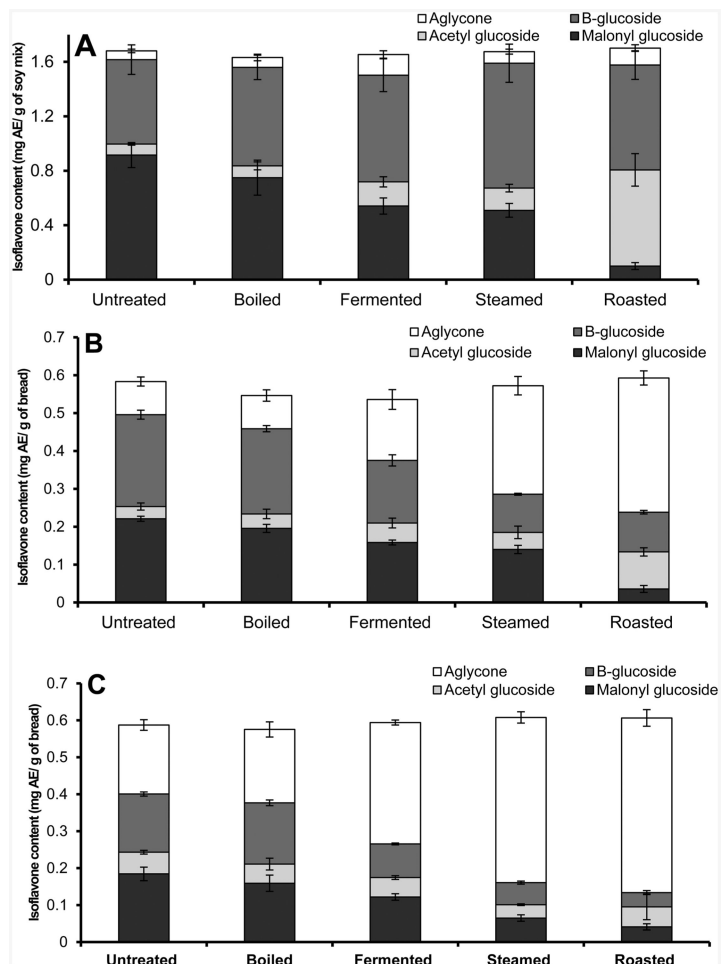 A
Aglycone B-glucoside
Acetyl glucoside Malonyl glucoside
Isoflavone content (mg AE/ g of soy mix)
1.6
1.2
0.8
0.4
0
Untreated Boiled Fermented Steamed Roasted
B
Aglycone B-glucoside
Acetyl glucoside Malonyl glucoside
Isoflavone content (mg AE/ g of bread)
0.7
0.6
0.5
0.4
0.3
0.2
0.1
0
Untreated Boiled Fermented Steamed Roasted
C
Aglycone B-glucoside
Acetyl glucoside Malonyl glucoside
Isoflavone content (mg AE/ g of bread)
0.7
0.6
0.5
0.4
0.3
0.2
0.1
0
Untreated Boiled Fermented Steamed Roasted